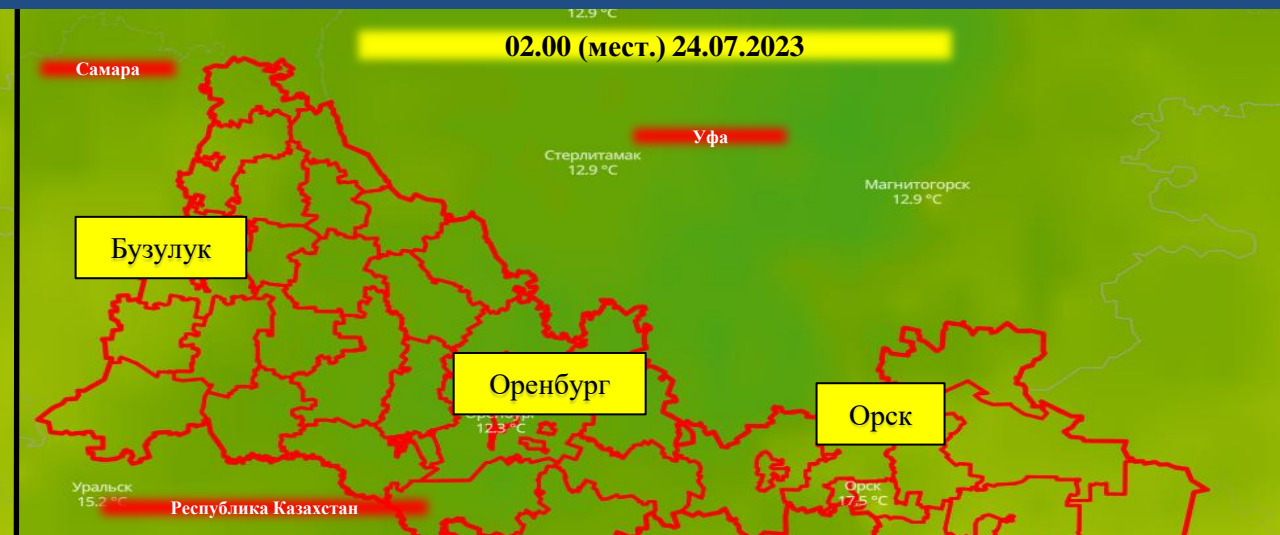 12.9 °C
02.00 (мест.) 24.07.2023
Самара
Уфа
Стерлитамак
12.9 °C
Магнитогорск
12.9 °C
Бузулук
Оренбург
Оренбург
12.3 °C
Орск
Уральск
15.2 °C
Орск
17.5 °C
Республика Казахстан